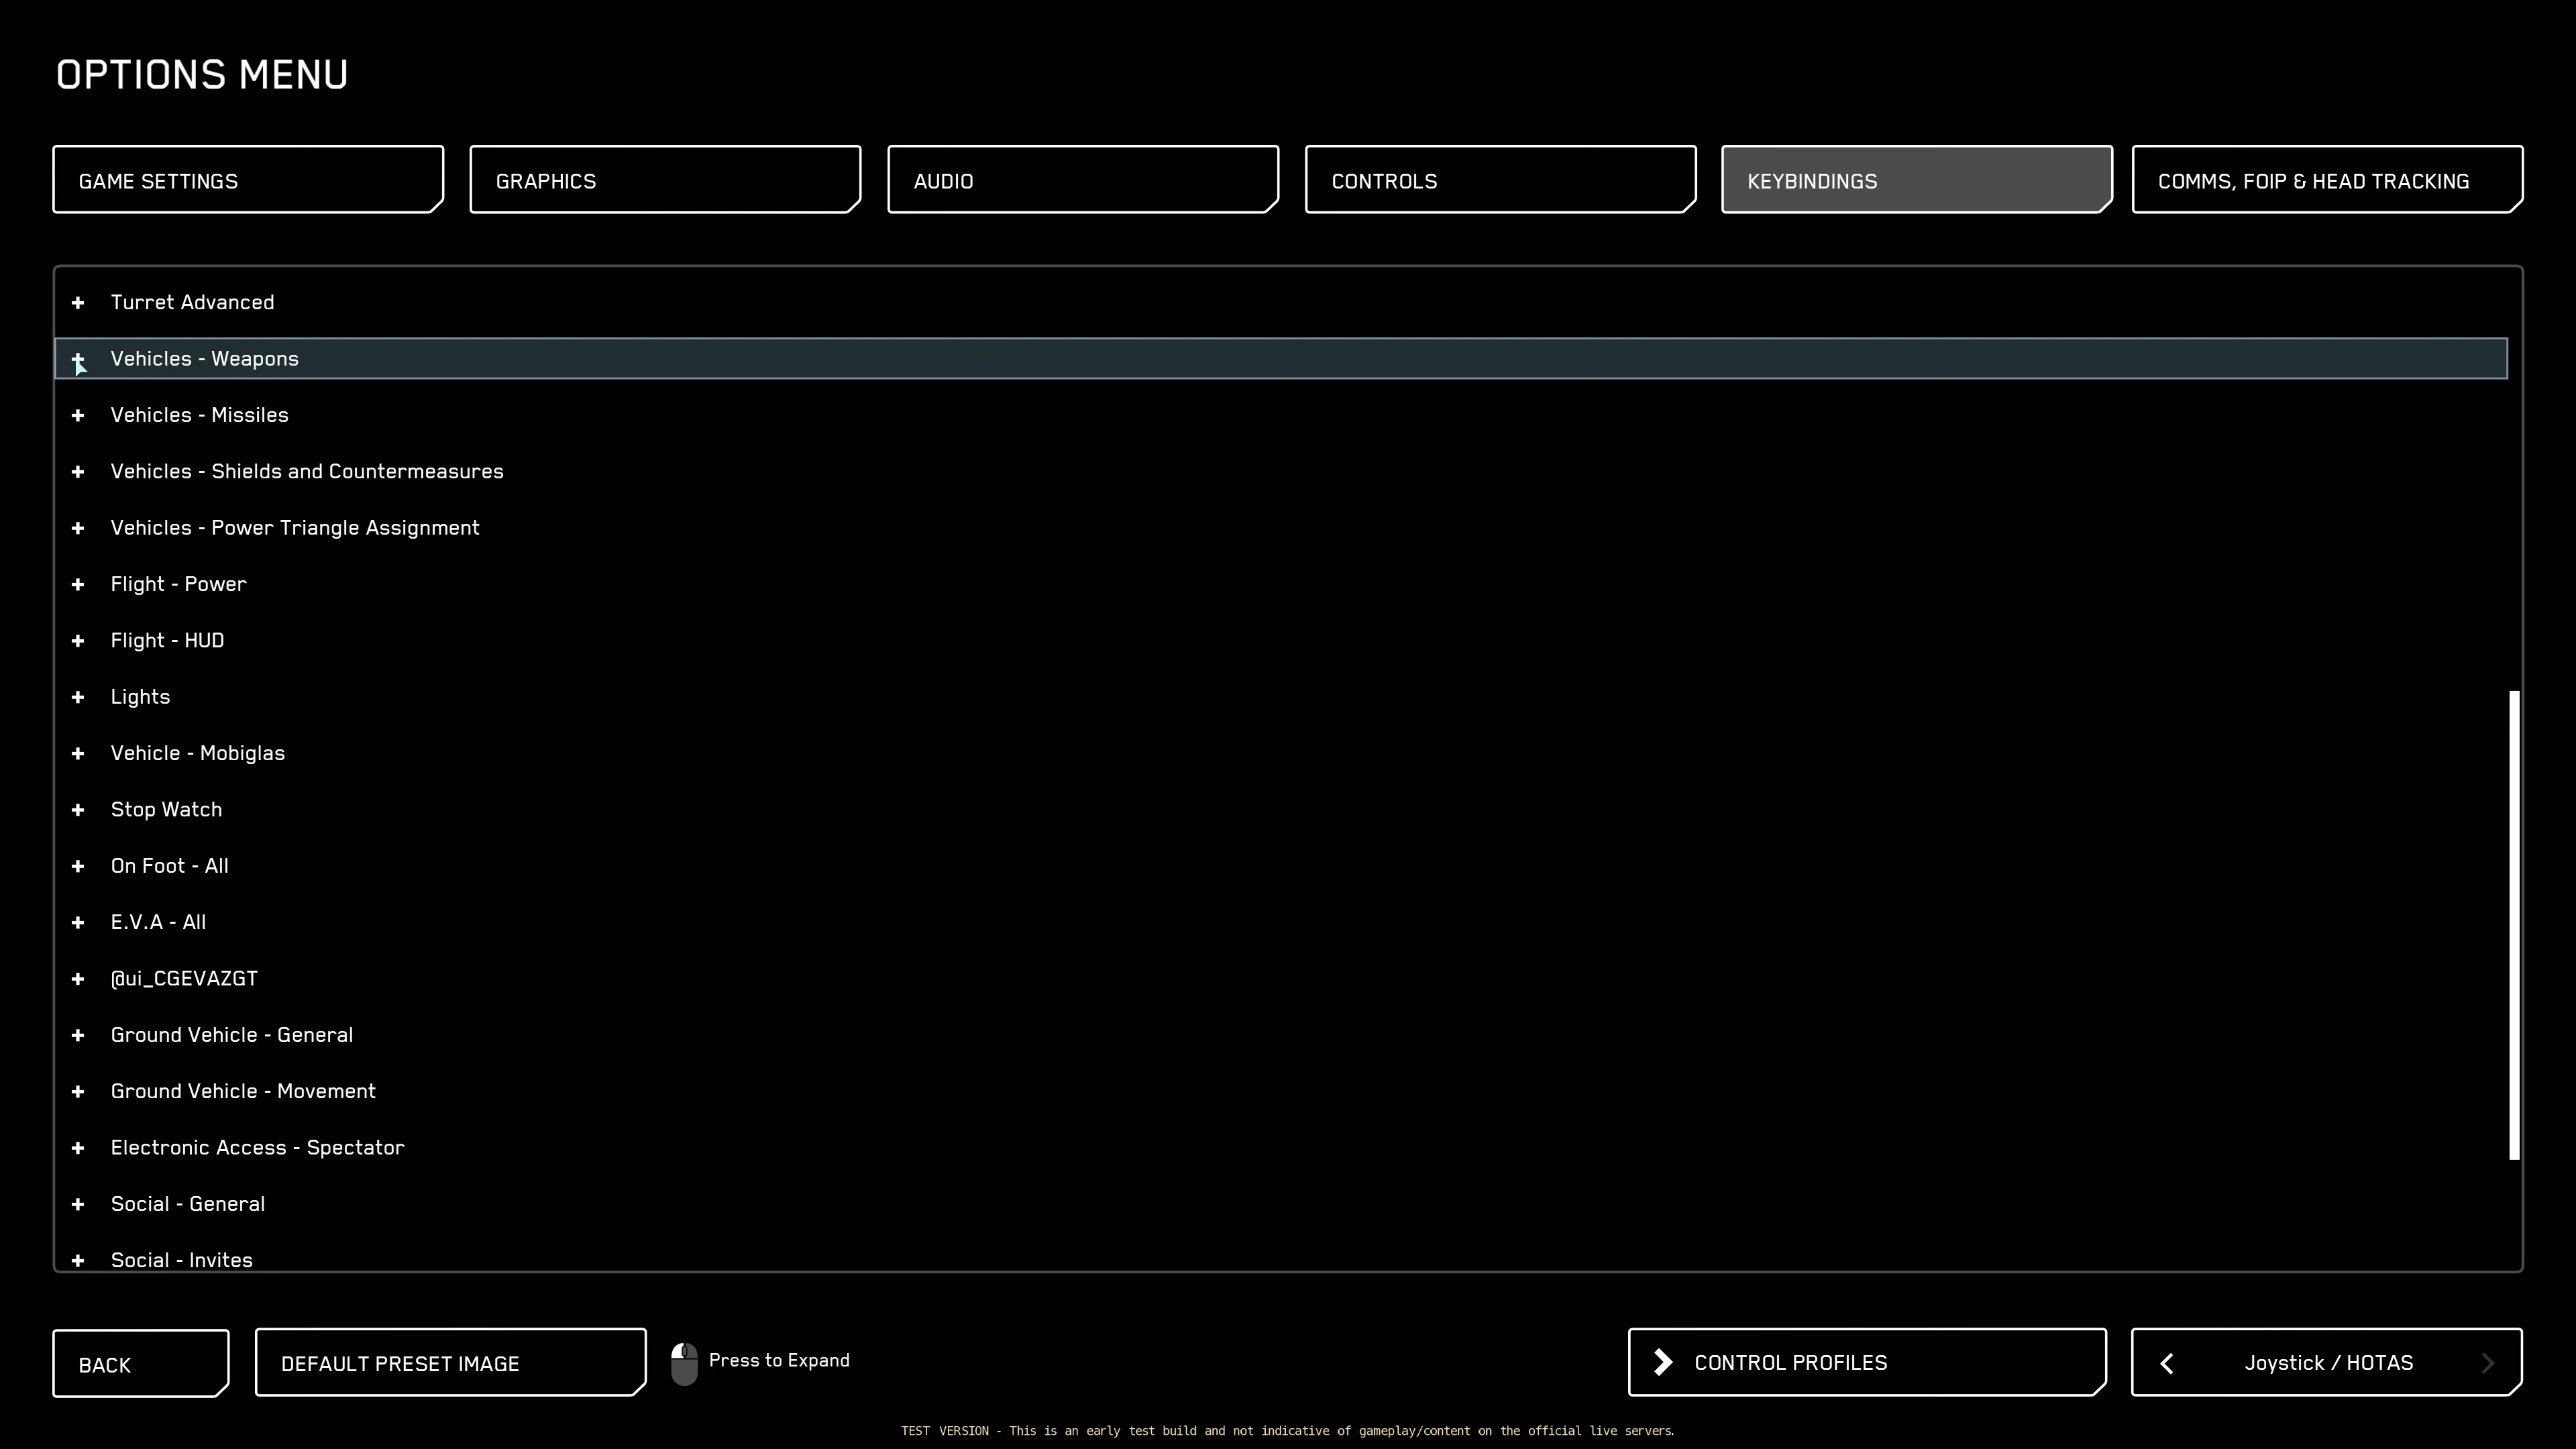 OPTIONS MENU
GAME SETTINGS
GRAPHICS
AUDIO
CONTROLS
KEYBINDINGS
COMMS, FOIP & HEAD TRACKING
+ Turret Advanced
+ Vehicles - Weapons
+ Vehicles - Missiles
+ Vehicles - Shields and Countermeasures
+ Vehicles - Power Triangle Assignment
+ Flight - Power
+ Flight - HUD
+ Lights
+ Vehicle - Mobiglas
+ Stop Watch
+ On Foot - All
+ E.V.A - All
+ @ui_CGEVAZGT
+ Ground Vehicle - General
+ Ground Vehicle - Movement
+ Electronic Access - Spectator
+ Social - General
+ Social - Invites
BACK
DEFAULT PRESET IMAGE
Press to Expand
CONTROL PROFILES
Joystick / HOTAS
TEST VERSION - This is an early test build and not indicative of gameplay/content on the official live servers.